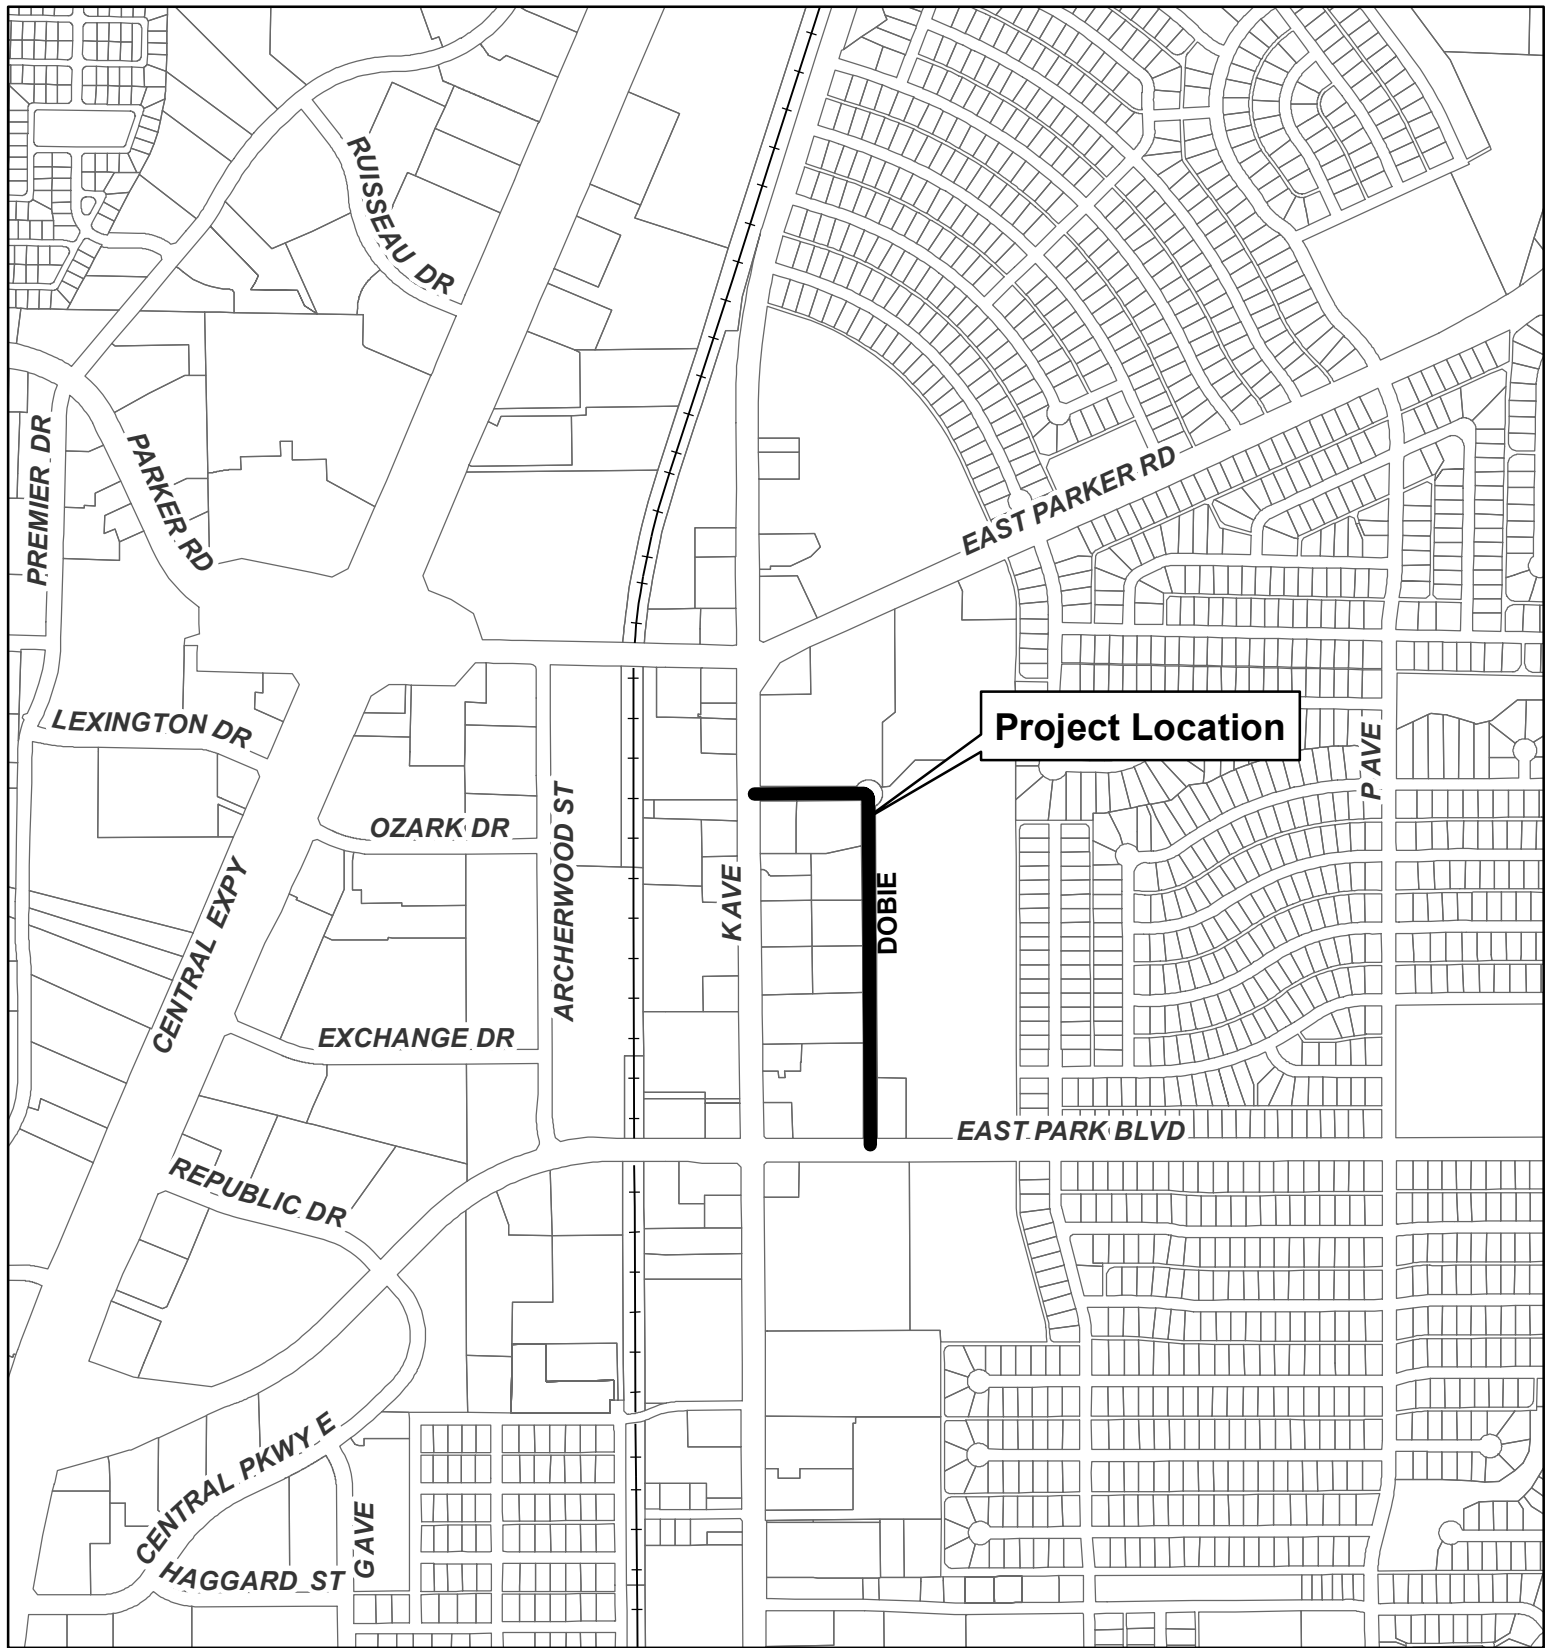 RUISSEAU DR
PREMIER DR
PARKER RD
EAST PARKER RD
Project Location
LEXINGTON DR
P AVE
OZARK DR
ARCHERWOOD ST
K AVE
DOBIE
CENTRAL EXPY
EXCHANGE DR
EAST PARK BLVD
REPUBLIC DR
CENTRAL PKWY E
G AVE
HAGGARD ST